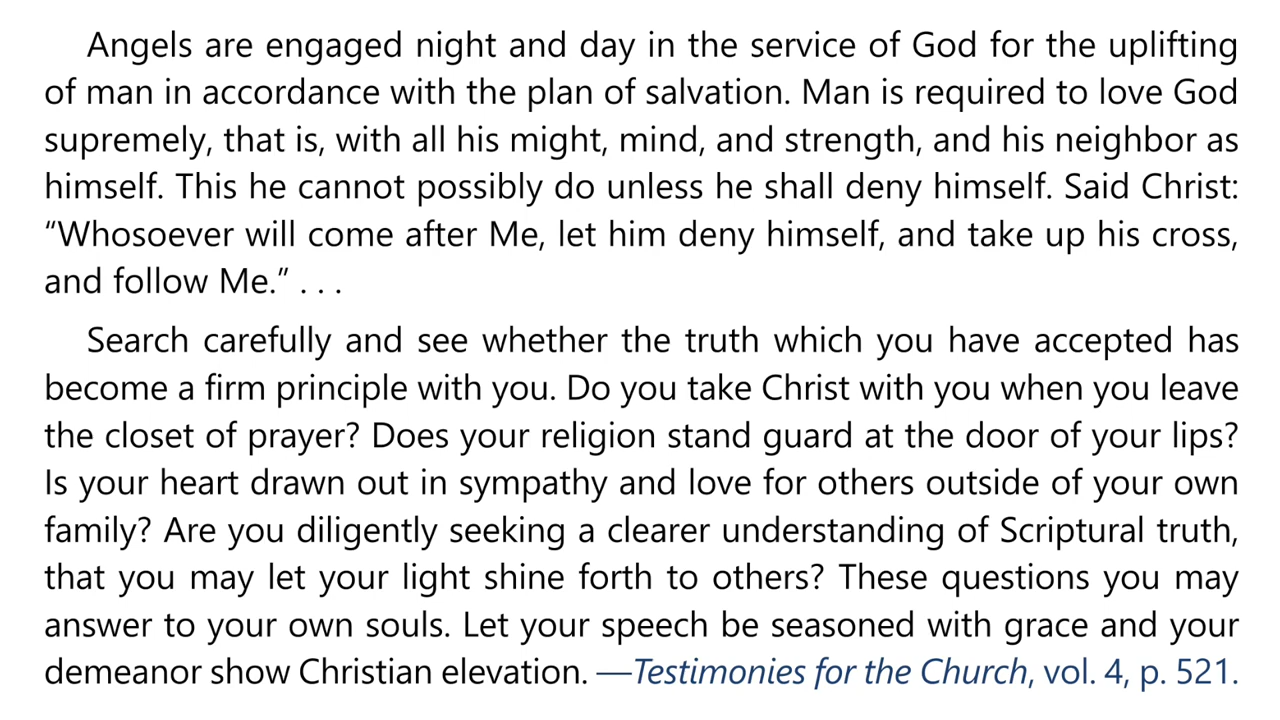 Angels are engaged night and day in the service of God for the uplifting
of man in accordance with the plan of salvation. Man is required to love God
supremely, that is, with all his might, mind, and strength, and his neighbor as
himself. This he cannot possibly do unless he shall deny himself. Said Christ:
“Whosoever will come after Me, let him deny himself, and take up his cross,
and follow Me.” . . .
Search carefully and see whether the truth which you have accepted has
become a firm principle with you. Do you take Christ with you when you leave
the closet of prayer? Does your religion stand guard at the door of your lips?
Is your heart drawn out in sympathy and love for others outside of your own
family? Are you diligently seeking a clearer understanding of Scriptural truth,
that you may let your light shine forth to others? These questions you may
answer to your own souls. Let your speech be seasoned with grace and your
demeanor show Christian elevation. —Testimonies for the Church, vol. 4, p. 521.